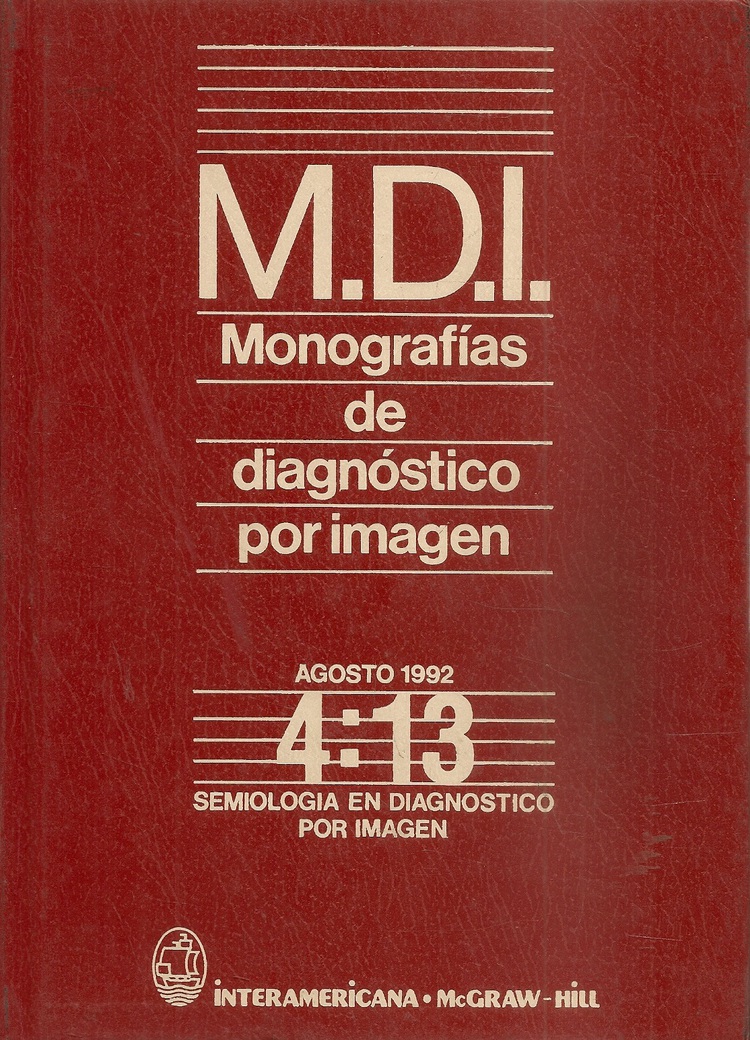 M.D.I.
Monografías
de
diagnóstico
por imagen
AGOSTO 1992
4:13
SEMIOLOGIA EN DIAGNOSTICO
POR IMAGEN
INTERAMERICANA • McGRAW-HILL